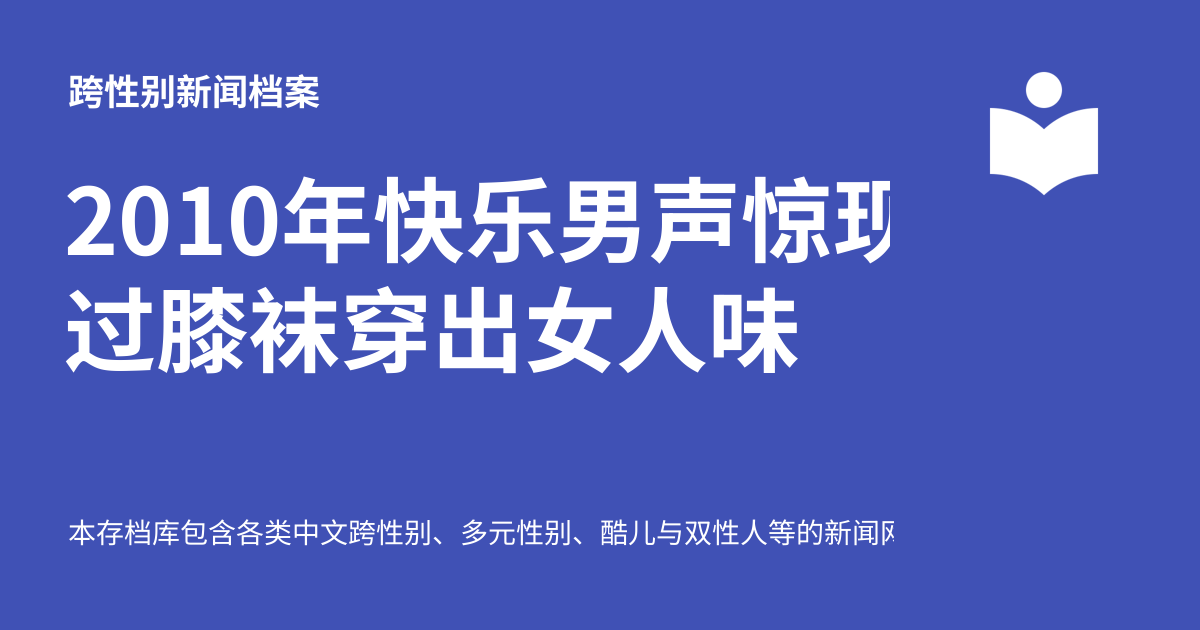 跨性别新闻档案
2010年快乐男声惊现
过膝袜穿出女人味
本存档库包含各类中文跨性别、多元性别、酷儿与双性人等的新闻网